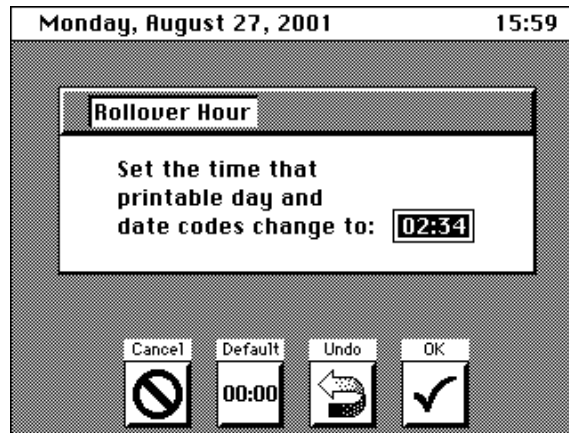 Monday, August 27, 2001 15:59
Rollover Hour
Set the time that
printable day and
date codes change to: 02:34
Cancel Default Undo OK
00:00